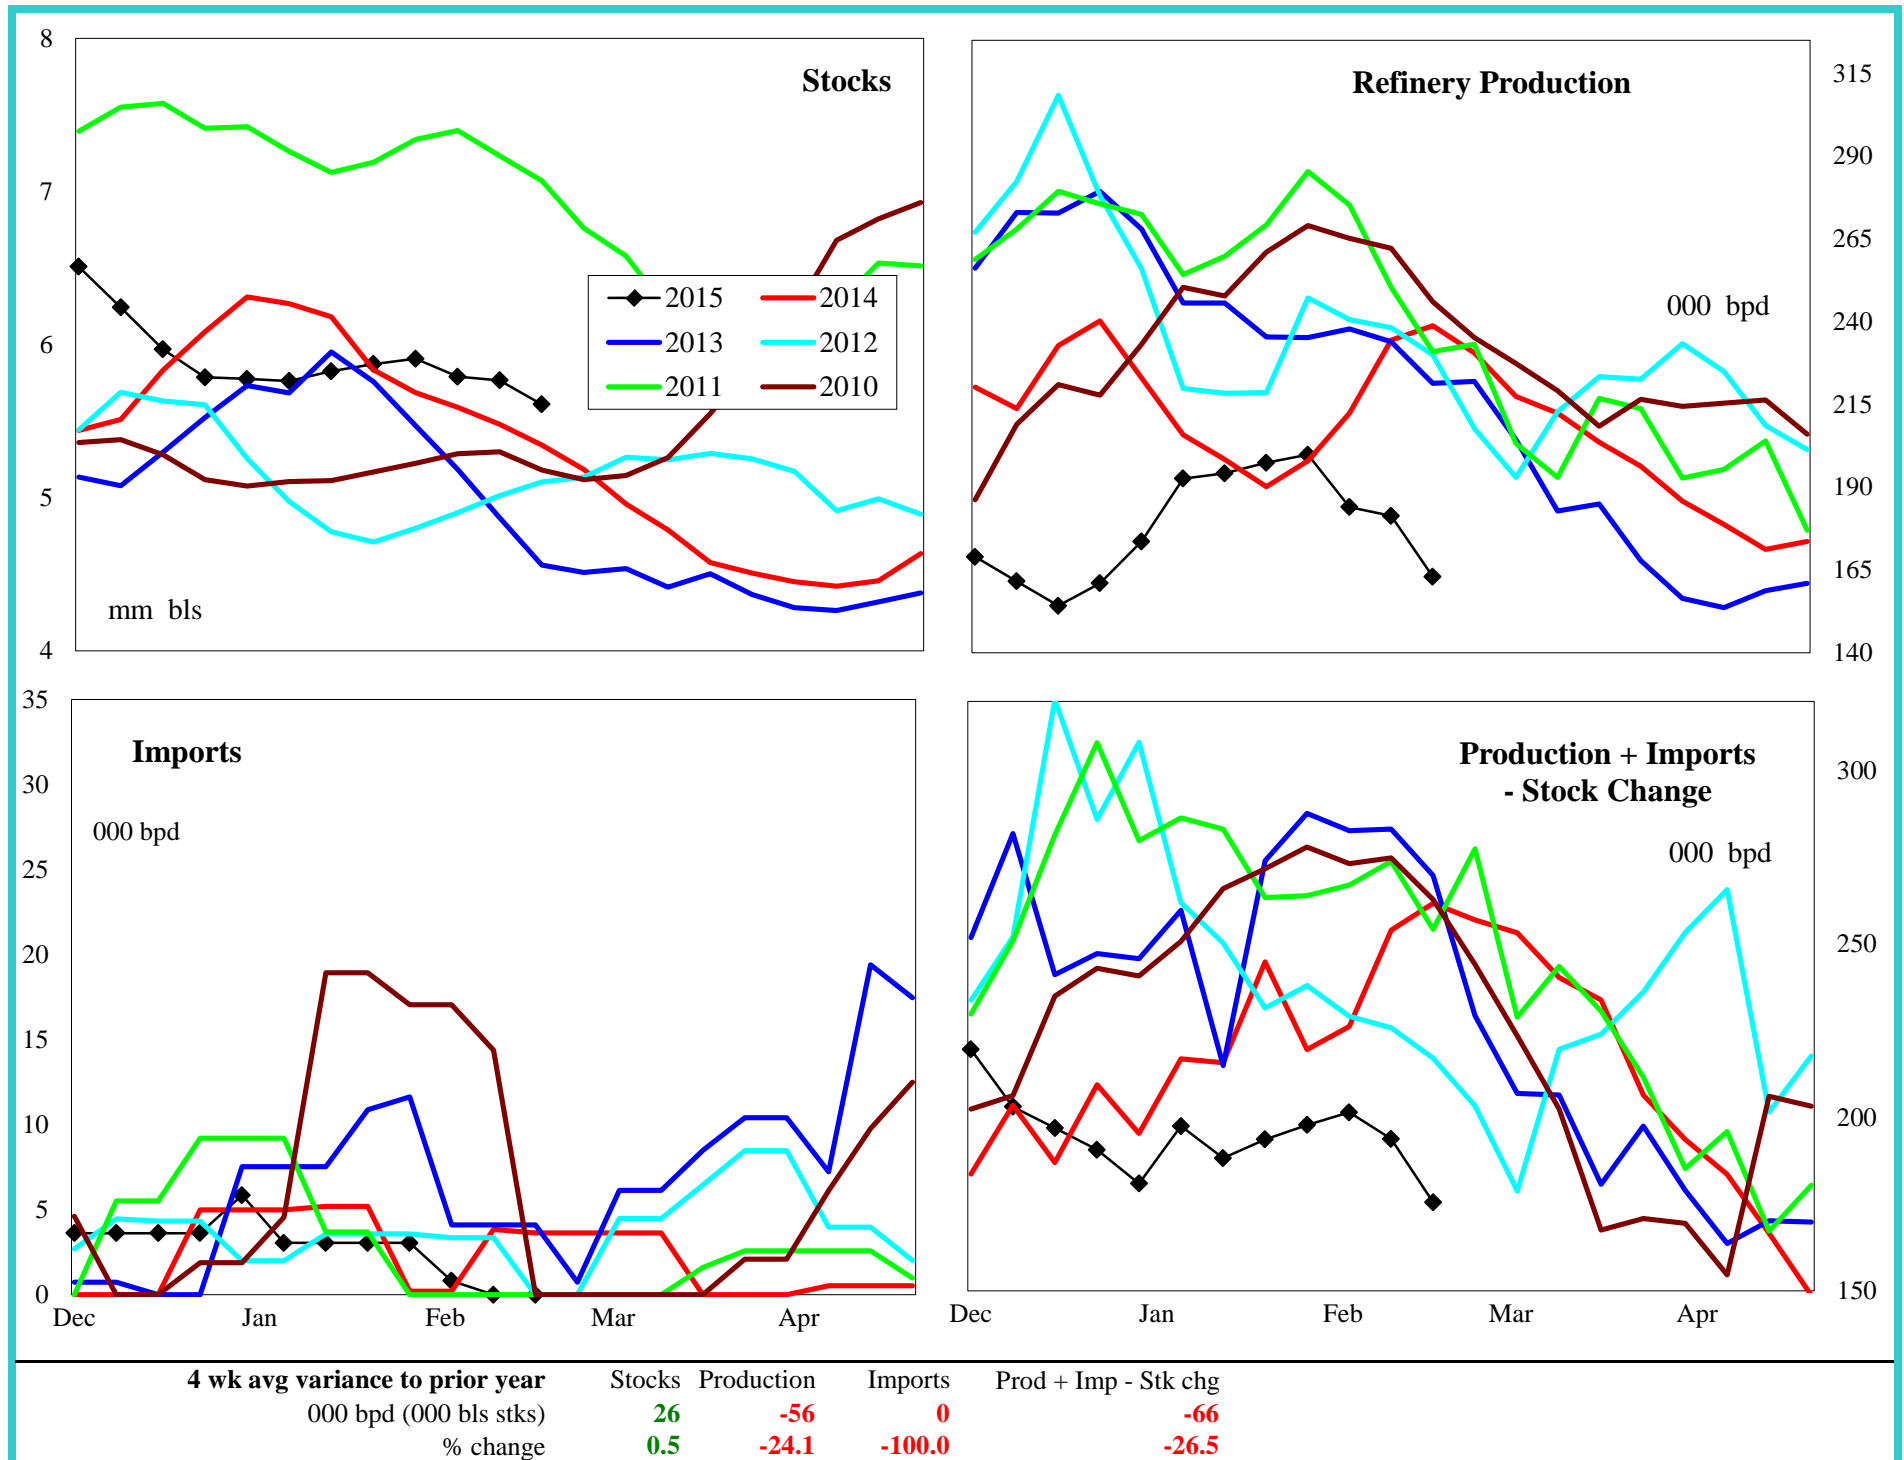 Stocks
8
7
6
5
4
mm bls
2015
2014
2013
2012
2011
2010
Refinery Production
000 bpd
315
290
265
240
215
190
165
140
Imports
000 bpd
35
30
25
20
15
10
5
0
Dec Jan Feb Mar Apr
Production + Imports
- Stock Change
000 bpd
300
250
200
150
Dec Jan Feb Mar Apr
4 wk avg variance to prior year Stocks Production Imports Prod + Imp - Stk chg
000 bpd (000 bls stks) 26 -56 0 -66
% change 0.5 -24.1 -100.0 -26.5